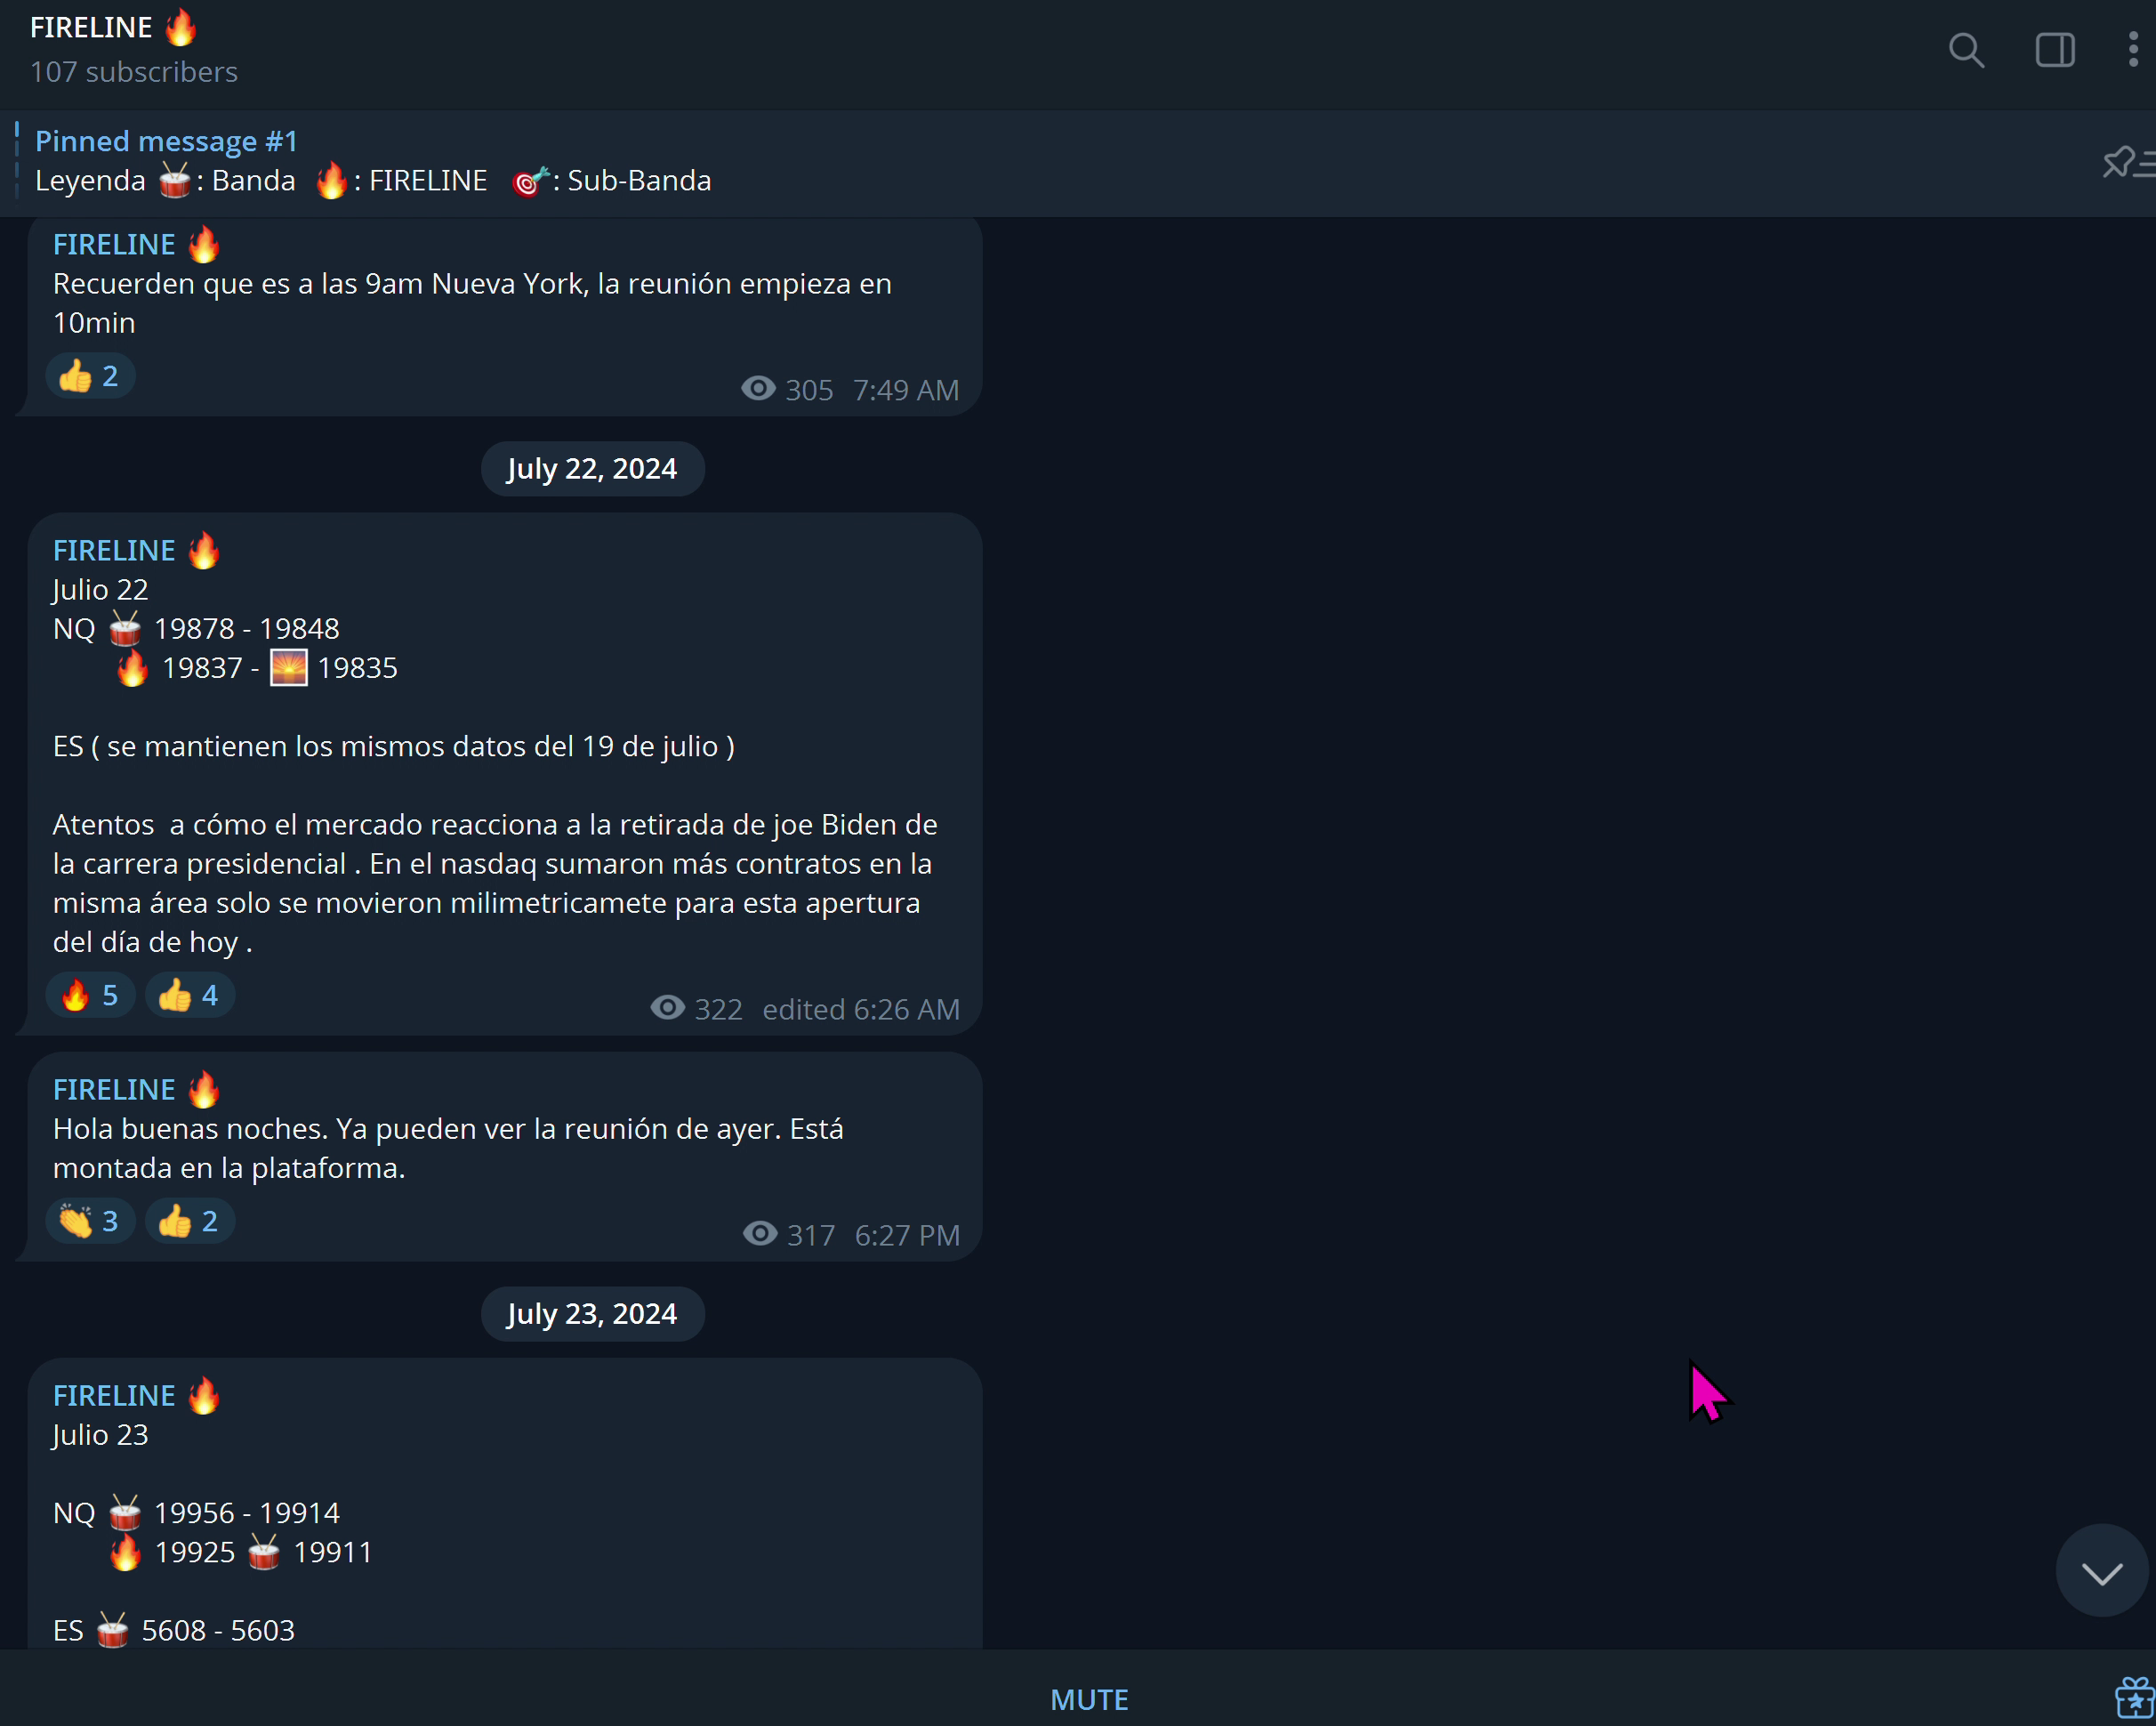 FIRELINE 🔥
107 subscribers
Pinned message #1
Leyenda 🥁: Banda 🔥: FIRELINE 🎯: Sub-Banda
FIRELINE 🔥
Recuerden que es a las 9am Nueva York, la reunión empieza en
10min
👍 2
305 7:49 AM
July 22, 2024
FIRELINE 🔥
Julio 22
NQ 🥁 19878 - 19848
🔥 19837 - 🌅 19835
ES ( se mantienen los mismos datos del 19 de julio )
Atentos  a cómo el mercado reacciona a la retirada de joe Biden de
la carrera presidencial . En el nasdaq sumaron más contratos en la
misma área solo se movieron milimetricamete para esta apertura
del día de hoy .
🔥 5 👍 4
322 edited 6:26 AM
FIRELINE 🔥
Hola buenas noches. Ya pueden ver la reunión de ayer. Está
montada en la plataforma.
👏 3 👍 2
317 6:27 PM
July 23, 2024
FIRELINE 🔥
Julio 23
NQ 🥁 19956 - 19914
🔥 19925 🥁 19911
ES 🥁 5608 - 5603
MUTE